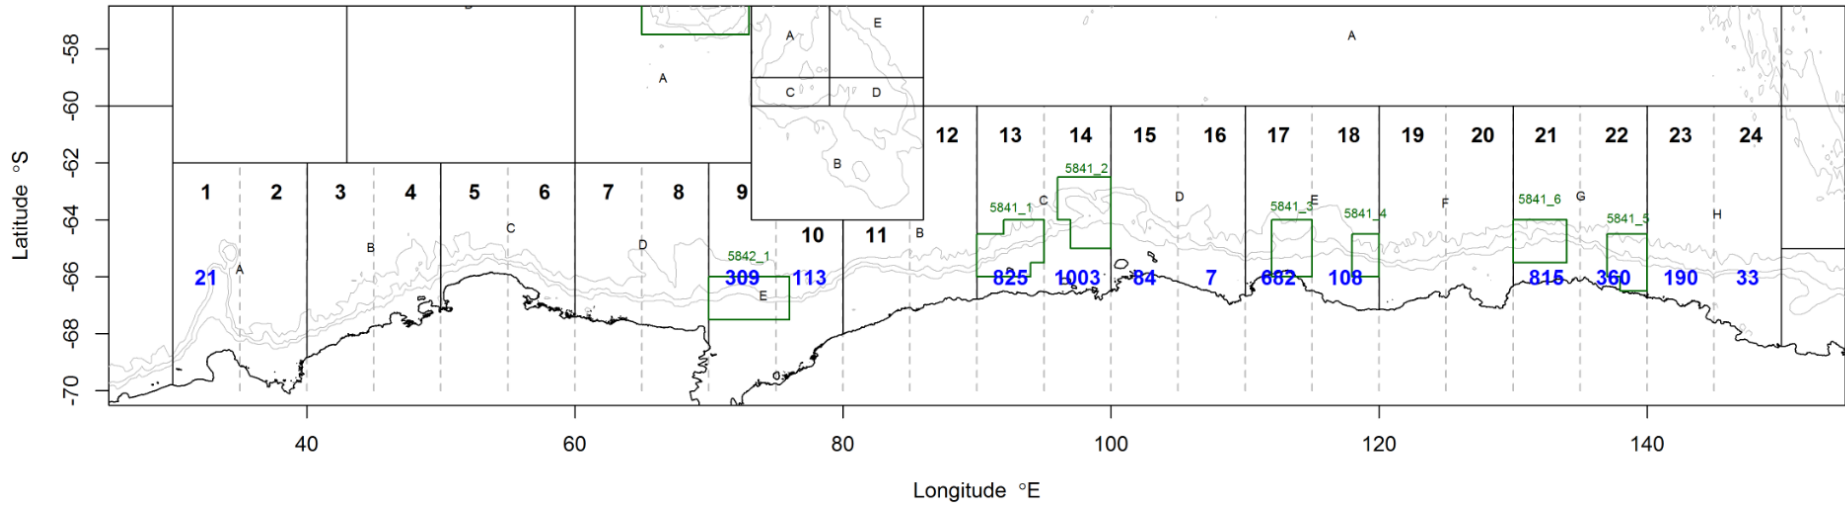 A E
-58 A A
A
C D
-60
12 13 14 15 16 17 18 19 20 21 22 23 24
-62 B 5841_2
1 2 3 4 5 6 7 8 9
5841_1 C D 5841_3 E 5841_4 F 5841_6 G H
-64 A B C D 10 11 B 5841_5
5842_1
-66 21 309 113 825 1003 84 7 682 108 815 360 190 33
E
-68
-70
40 60 80 100 120 140
Latitude °S
Longitude °E